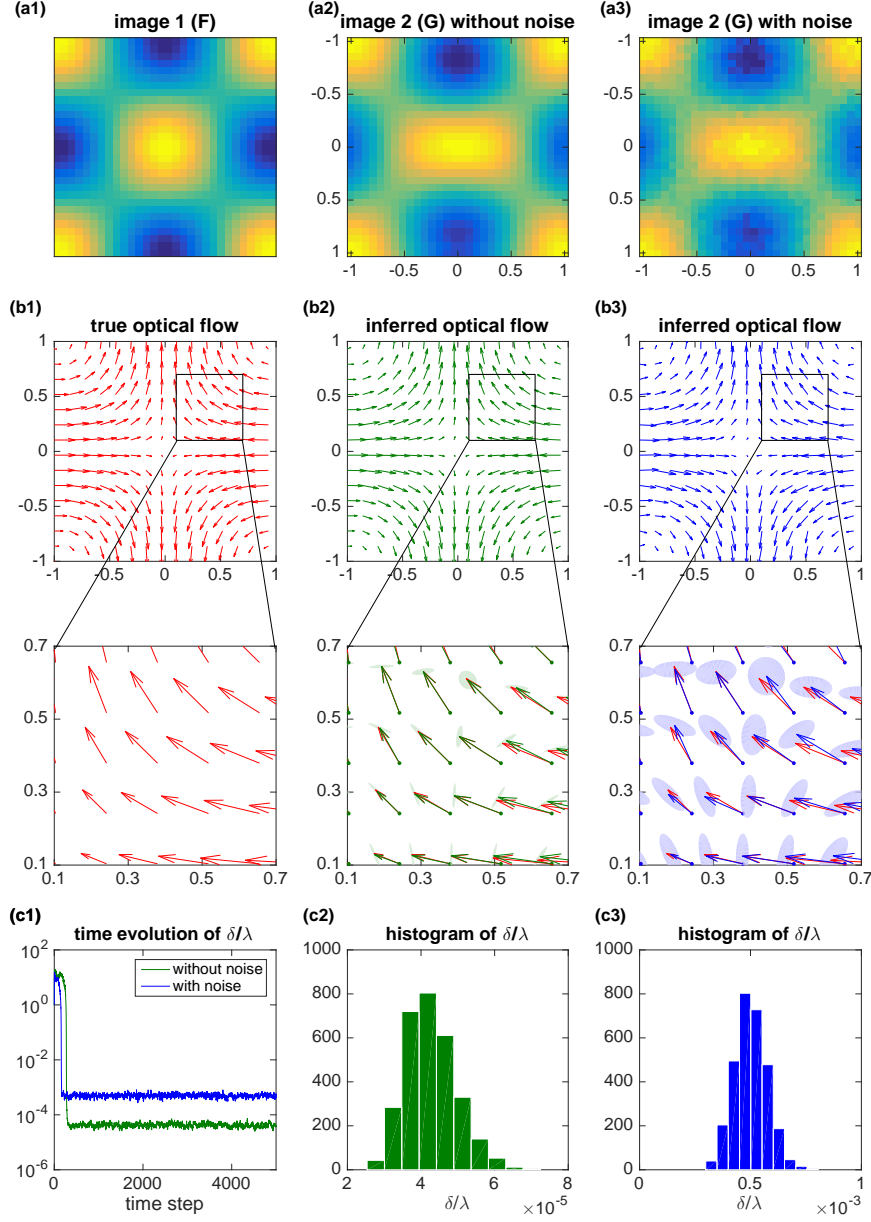 (a1)
image 1 (F)
(a2)
image 2 (G) without noise
(a3)
image 2 (G) with noise
-1
-0.5
0
0.5
1
-1 -0.5 0 0.5 1
-1
-0.5
0
0.5
1
-1 -0.5 0 0.5 1
(b1)
true optical flow
(b2)
inferred optical flow
(b3)
inferred optical flow
1
0.5
0
-0.5
-1
-1 -0.5 0 0.5 1
1
0.5
0
-0.5
-1
-1 -0.5 0 0.5 1
1
0.5
0
-0.5
-1
-1 -0.5 0 0.5 1
0.7
0.5
0.3
0.1
0.1 0.3 0.5 0.7
0.7
0.5
0.3
0.1
0.1 0.3 0.5 0.7
0.7
0.5
0.3
0.1
0.1 0.3 0.5 0.7
(c1)
time evolution of δ/λ
10²
10⁰
10⁻²
10⁻⁴
10⁻⁶
without noise
with noise
0 2000 4000
time step
(c2)
histogram of δ/λ
1000
800
600
400
200
0
2 4 6 8
δ/λ
×10⁻⁵
(c3)
histogram of δ/λ
1000
800
600
400
200
0
0 0.5 1
δ/λ
×10⁻³